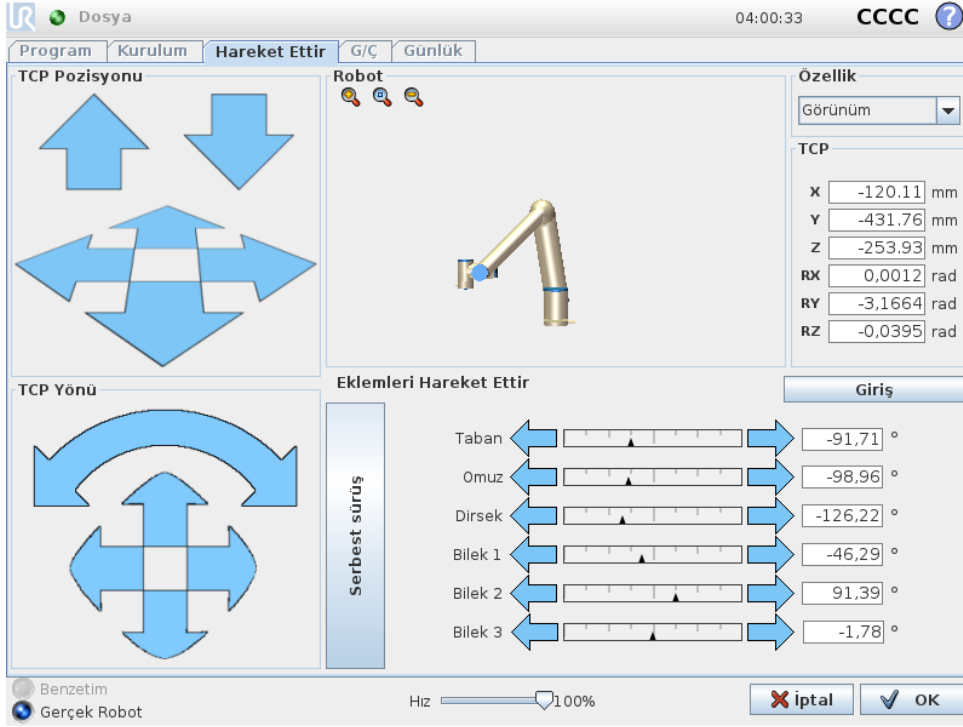 UR Dosya 04:00:33 CCCC ?
Program Kurulum Hareket Ettir G/Ç Günlük
TCP Pozisyonu
Robot
Özellik
Görünüm
TCP
X -120.11 mm
Y -431.76 mm
Z -253.93 mm
RX 0,0012 rad
RY -3,1664 rad
RZ -0,0395 rad
TCP Yönü
Eklemleri Hareket Ettir
Giriş
Serbest sürüş
Taban -91,71 °
Omuz -98,96 °
Dirsek -126,22 °
Bilek 1 -46,29 °
Bilek 2 91,39 °
Bilek 3 -1,78 °
Benzetim
Gerçek Robot
Hız 100%
İptal
OK